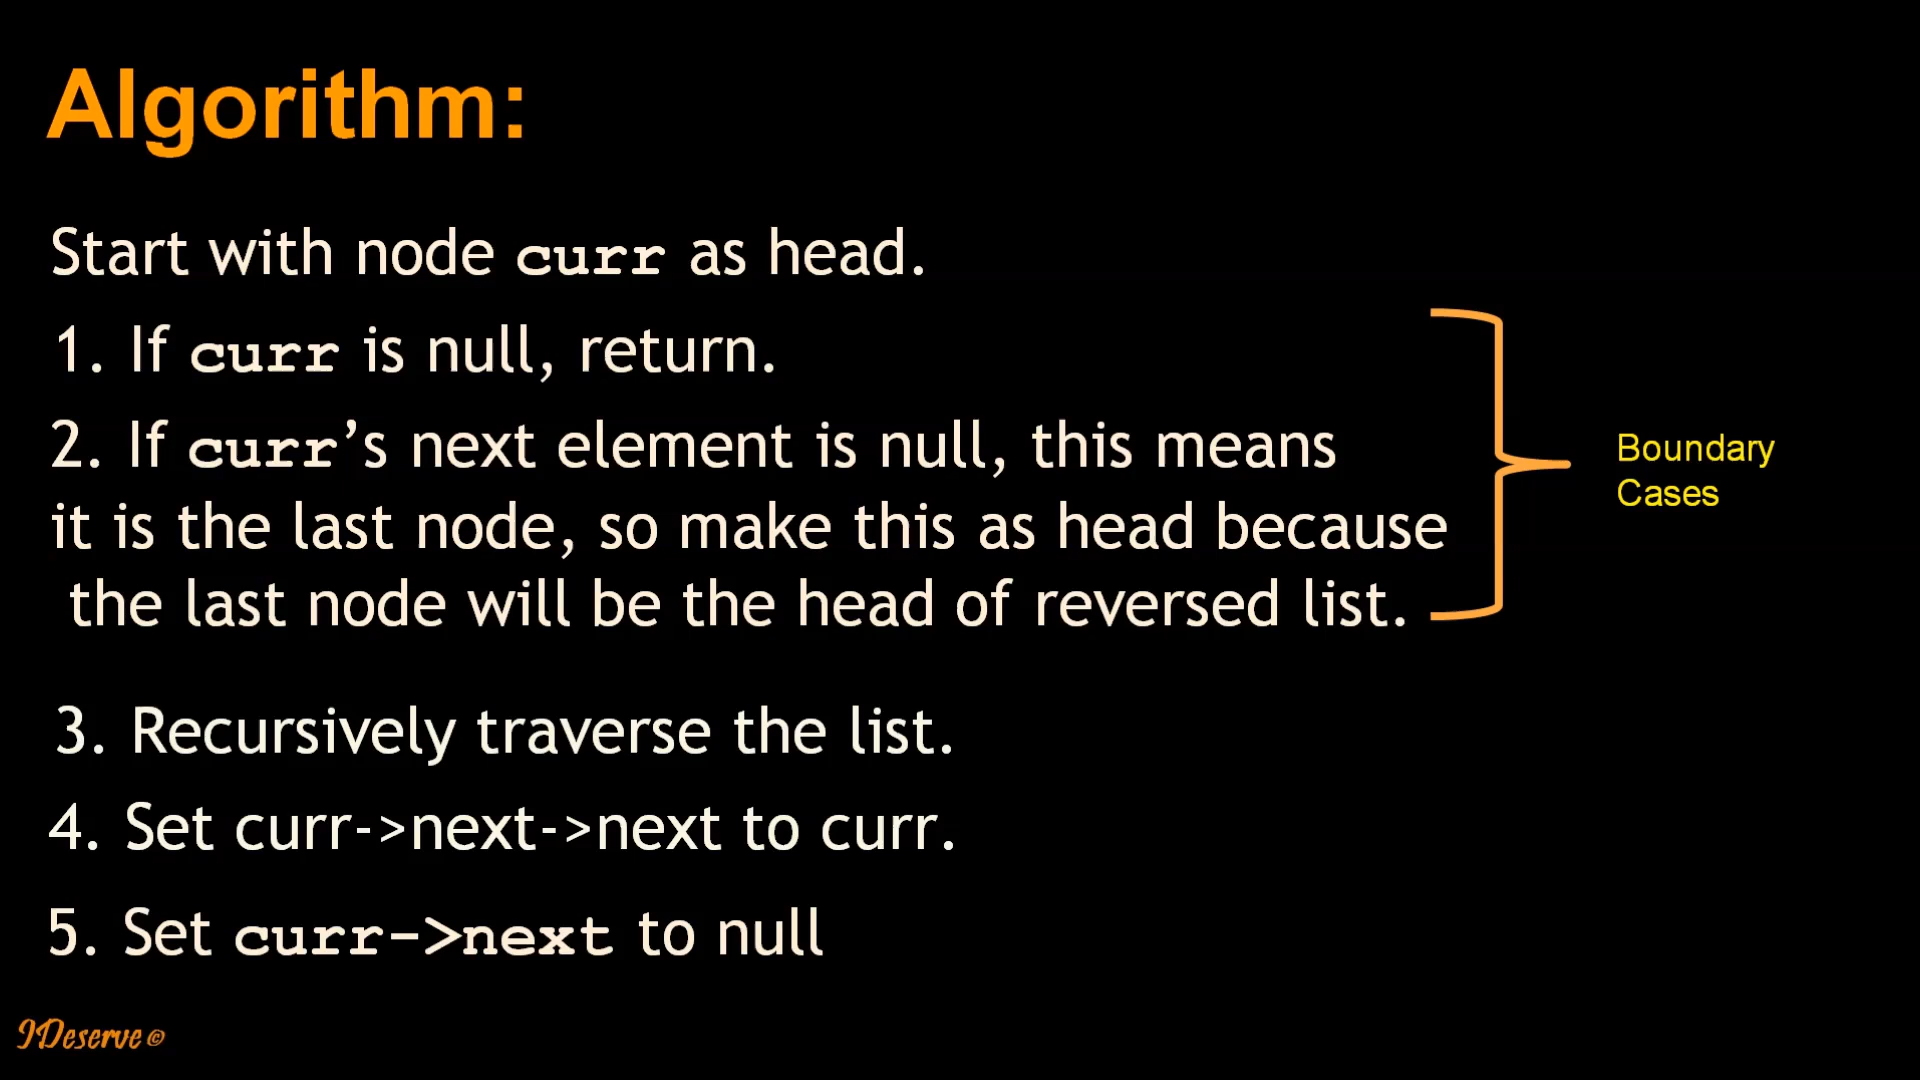 Algorithm:
Start with node curr as head.
1. If curr is null, return.
2. If curr’s next element is null, this means
it is the last node, so make this as head because
the last node will be the head of reversed list.
Boundary
Cases
3. Recursively traverse the list.
4. Set curr->next->next to curr.
5. Set curr->next to null
IDeserve ©